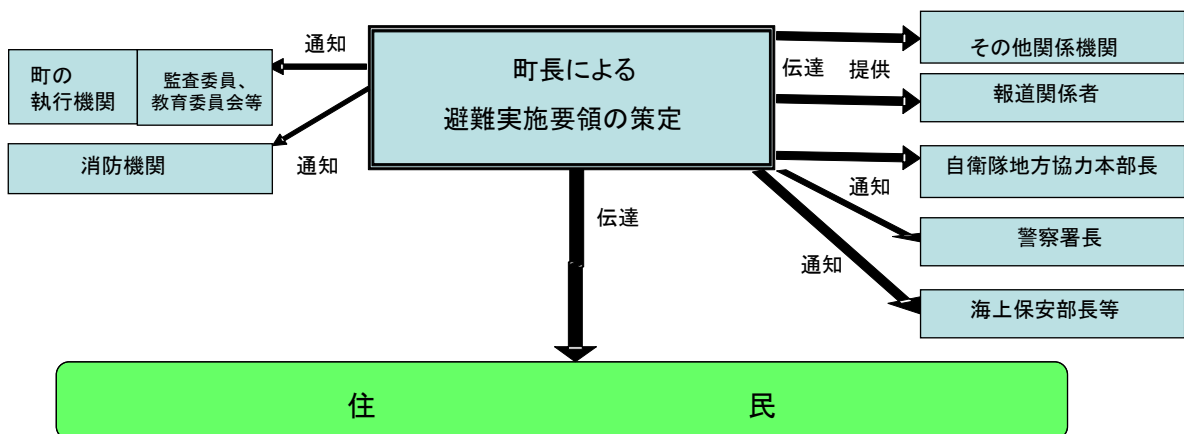 通知
町の
執行機関
監査委員、
教育委員会等
消防機関
通知
町長による
避難実施要領の策定
伝達
伝達 提供
その他関係機関
報道関係者
自衛隊地方協力本部長
通知
警察署長
通知
海上保安部長等
住 民